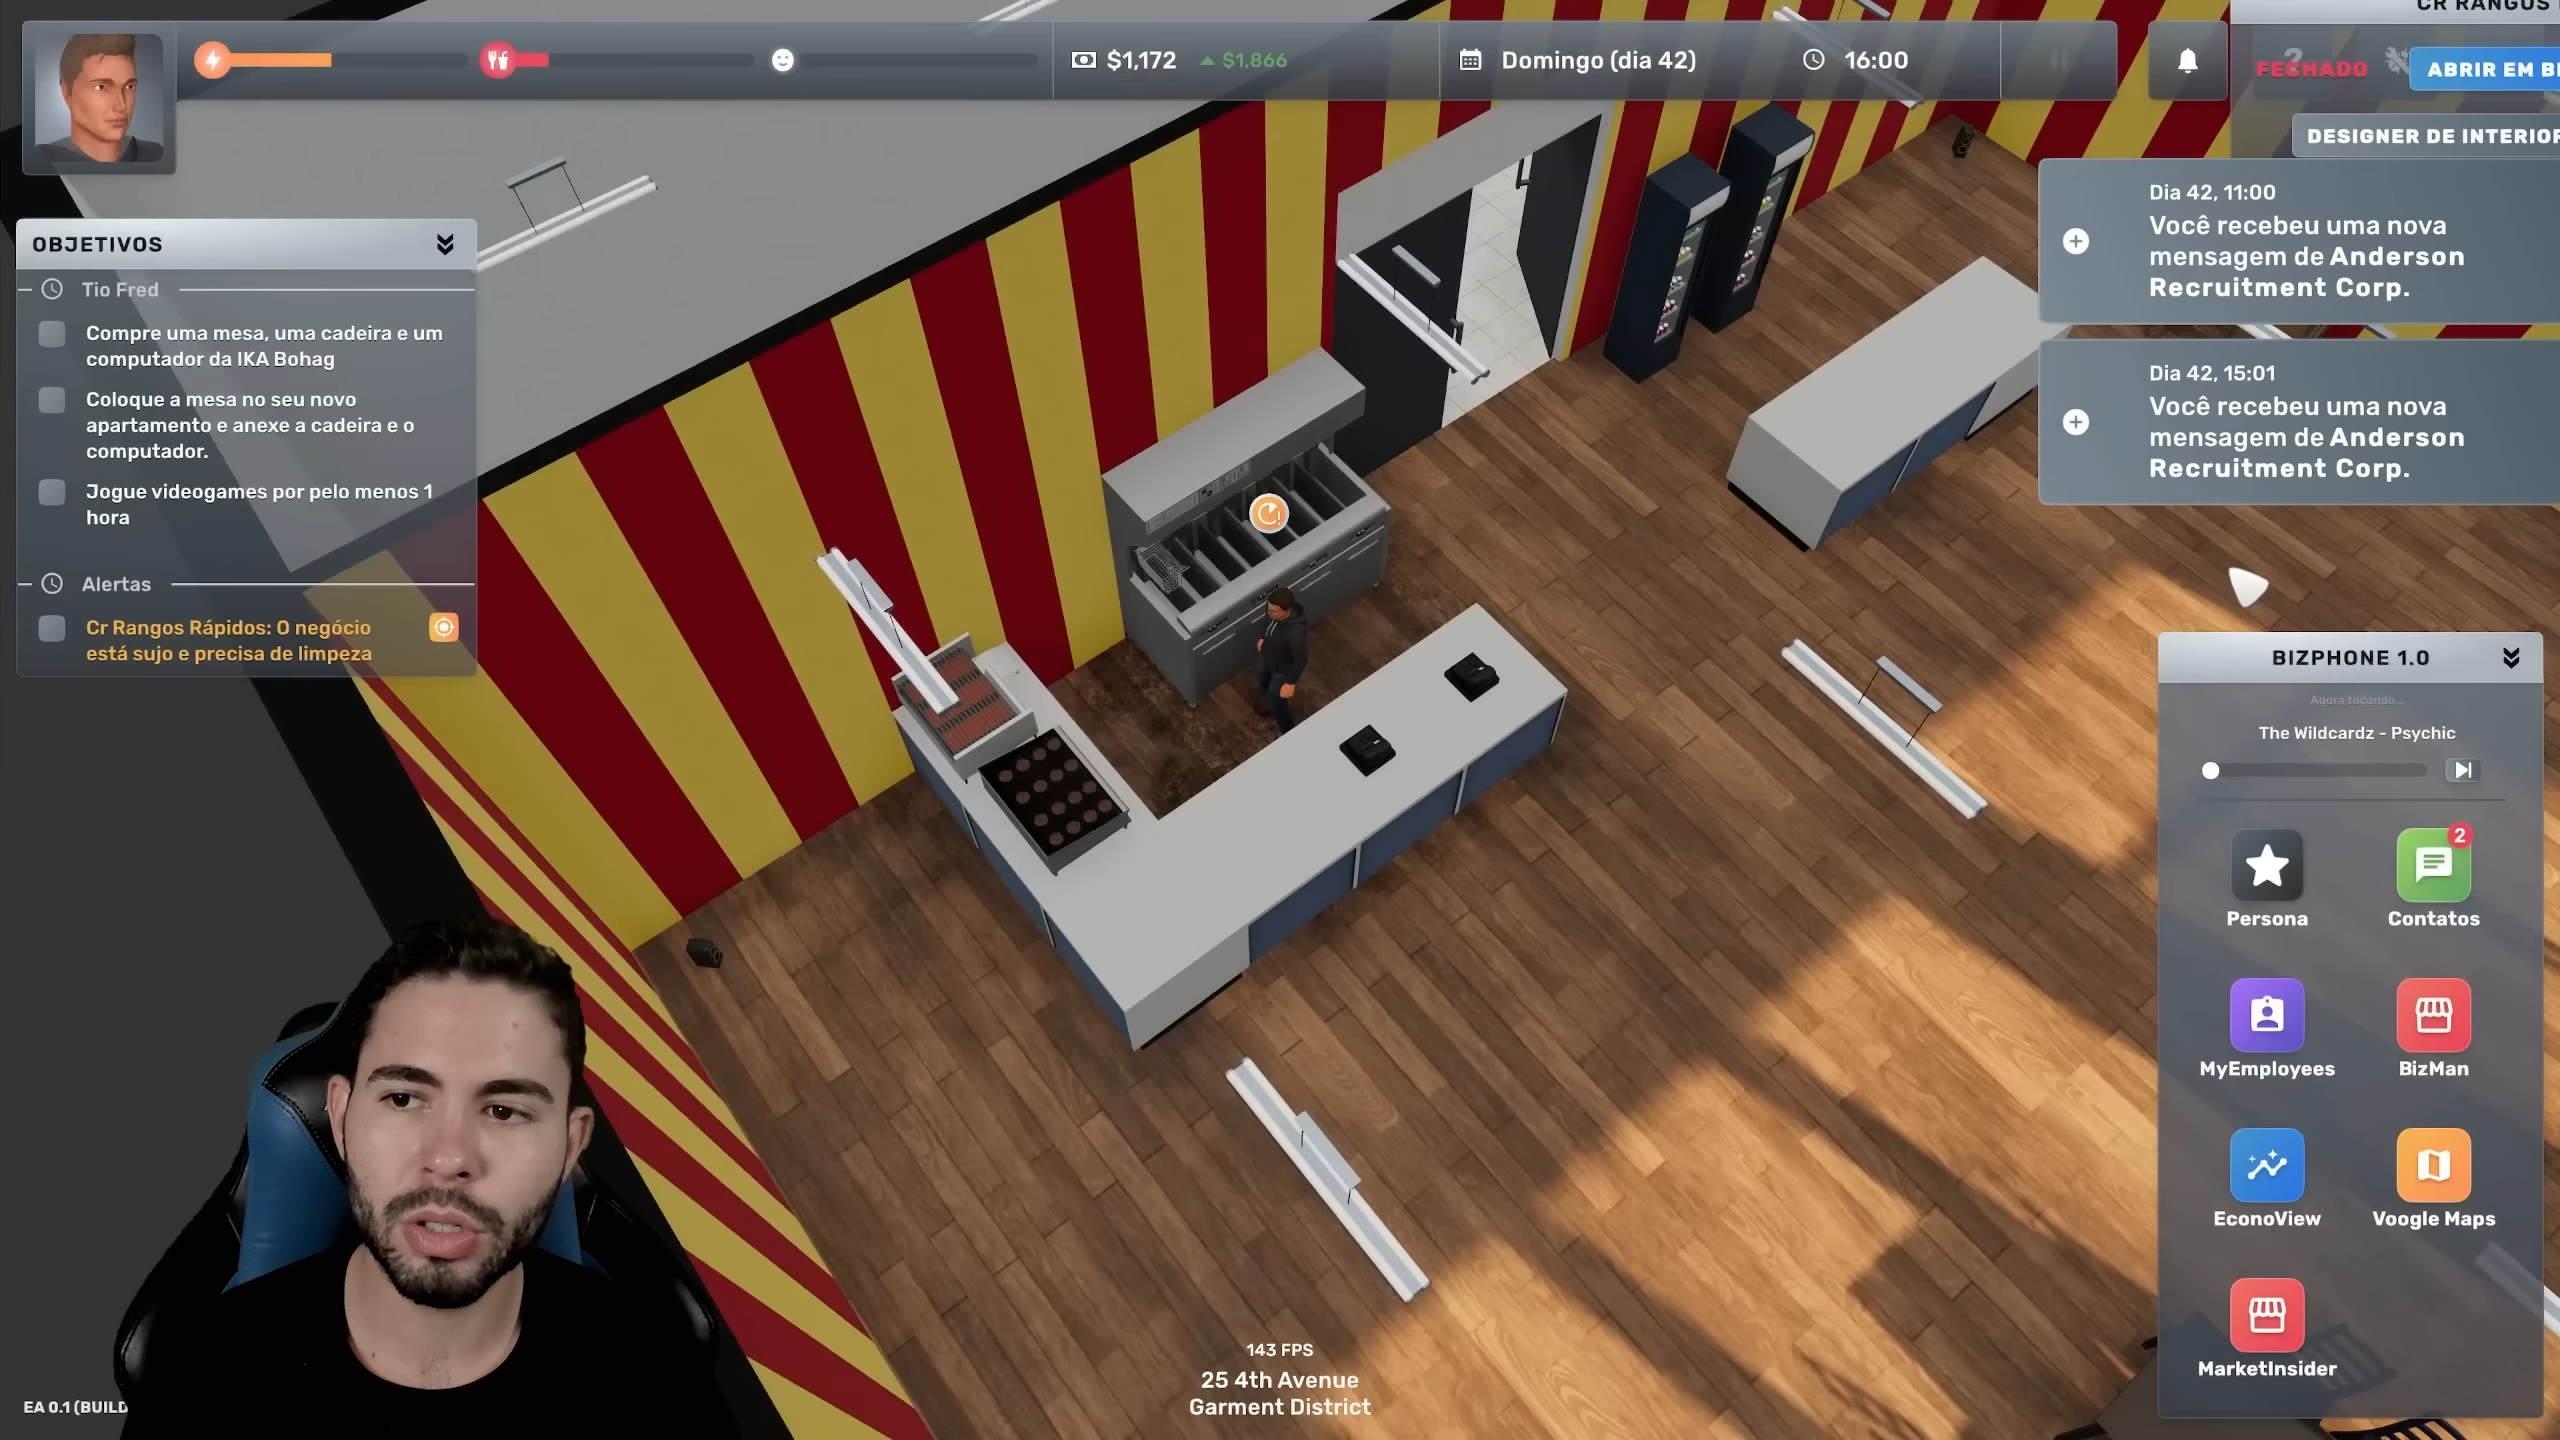 $1,172
$1,866
Domingo (dia 42)
16:00
CR RANGOS
FECHADO
ABRIR EM B
DESIGNER DE INTERIOR
OBJETIVOS
Tio Fred
Compre uma mesa, uma cadeira e um
computador da IKA Bohag
Coloque a mesa no seu novo
apartamento e anexe a cadeira e o
computador.
Jogue videogames por pelo menos 1
hora
Alertas
Cr Rangos Rápidos: O negócio
está sujo e precisa de limpeza
Dia 42, 11:00
Você recebeu uma nova
mensagem de Anderson
Recruitment Corp.
Dia 42, 15:01
Você recebeu uma nova
mensagem de Anderson
Recruitment Corp.
BIZPHONE 1.0
Agora tocando...
The Wildcardz - Psychic
2
Persona
Contatos
MyEmployees
BizMan
EconoView
Voogle Maps
MarketInsider
143 FPS
25 4th Avenue
Garment District
EA 0.1 (BUILD